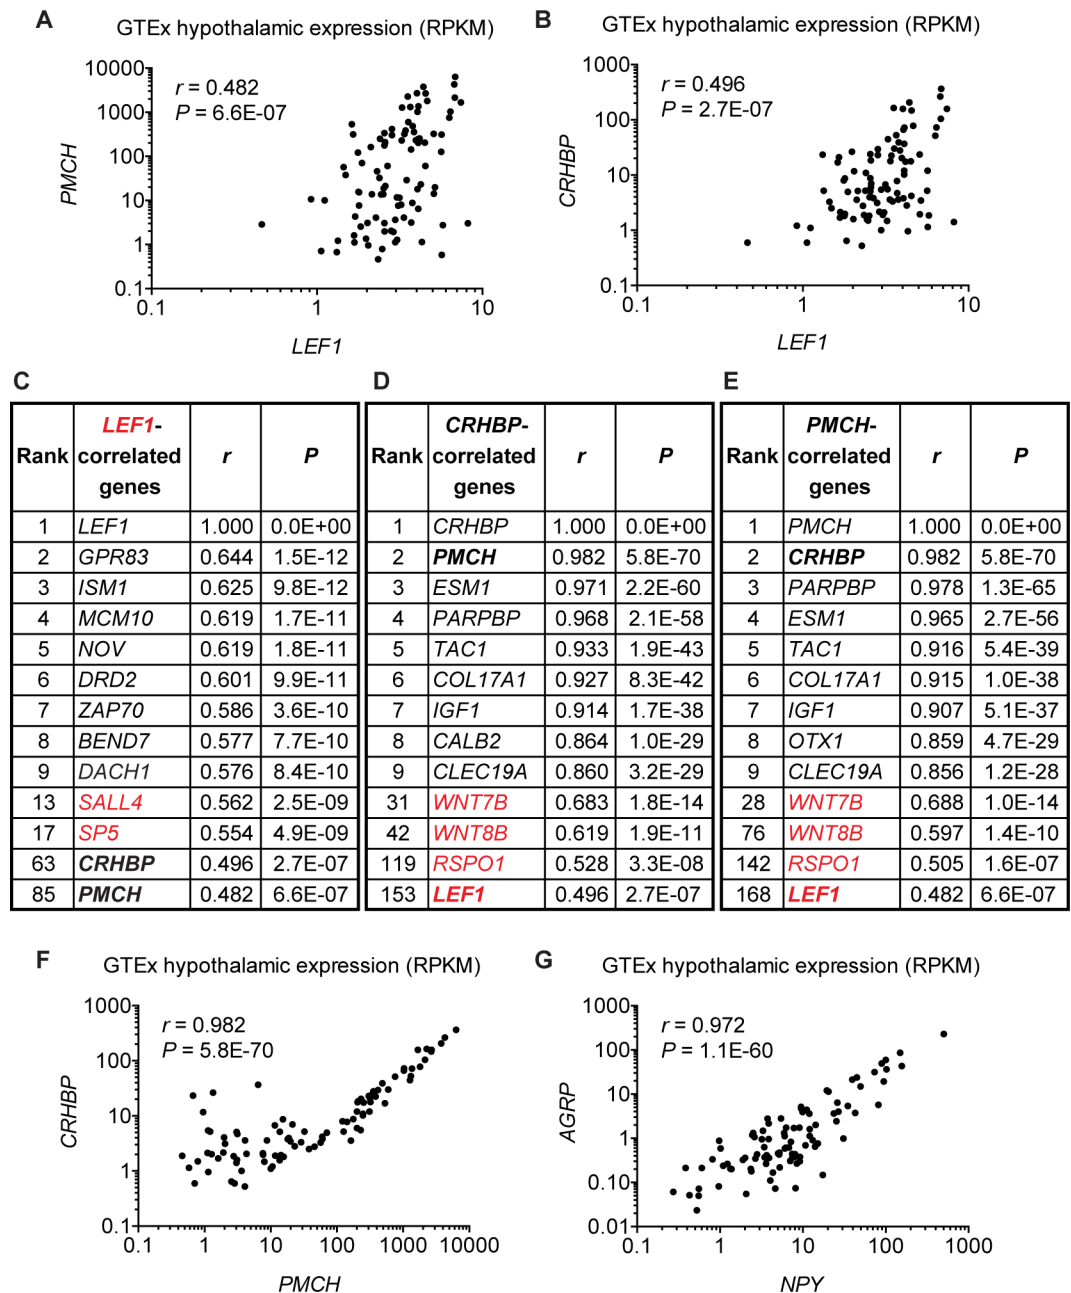 A
GTEx hypothalamic expression (RPKM)
r = 0.482
P = 6.6E-07
10000
1000
100
10
1
0.1
PMCH
0.1 1 10
LEF1
B
GTEx hypothalamic expression (RPKM)
r = 0.496
P = 2.7E-07
1000
100
10
1
0.1
CRHBP
0.1 1 10
LEF1
C
Rank LEF1-correlated genes r P
1 LEF1 1.000 0.0E+00
2 GPR83 0.644 1.5E-12
3 ISM1 0.625 9.8E-12
4 MCM10 0.619 1.7E-11
5 NOV 0.619 1.8E-11
6 DRD2 0.601 9.9E-11
7 ZAP70 0.586 3.6E-10
8 BEND7 0.577 7.7E-10
9 DACH1 0.576 8.4E-10
13 SALL4 0.562 2.5E-09
17 SP5 0.554 4.9E-09
63 CRHBP 0.496 2.7E-07
85 PMCH 0.482 6.6E-07
D
Rank CRHBP-correlated genes r P
1 CRHBP 1.000 0.0E+00
2 PMCH 0.982 5.8E-70
3 ESM1 0.971 2.2E-60
4 PARPBP 0.968 2.1E-58
5 TAC1 0.933 1.9E-43
6 COL17A1 0.927 8.3E-42
7 IGF1 0.914 1.7E-38
8 CALB2 0.864 1.0E-29
9 CLEC19A 0.860 3.2E-29
31 WNT7B 0.683 1.8E-14
42 WNT8B 0.619 1.9E-11
119 RSPO1 0.528 3.3E-08
153 LEF1 0.496 2.7E-07
E
Rank PMCH-correlated genes r P
1 PMCH 1.000 0.0E+00
2 CRHBP 0.982 5.8E-70
3 PARPBP 0.978 1.3E-65
4 ESM1 0.965 2.7E-56
5 TAC1 0.916 5.4E-39
6 COL17A1 0.915 1.0E-38
7 IGF1 0.907 5.1E-37
8 OTX1 0.859 4.7E-29
9 CLEC19A 0.856 1.2E-28
28 WNT7B 0.688 1.0E-14
76 WNT8B 0.597 1.4E-10
142 RSPO1 0.505 1.6E-07
168 LEF1 0.482 6.6E-07
F
GTEx hypothalamic expression (RPKM)
r = 0.982
P = 5.8E-70
1000
100
10
1
0.1
CRHBP
0.1 1 10 100 1000 10000
PMCH
G
GTEx hypothalamic expression (RPKM)
r = 0.972
P = 1.1E-60
1000
100
10
1
0.10
0.01
AGRP
0.1 1 10 100 1000
NPY